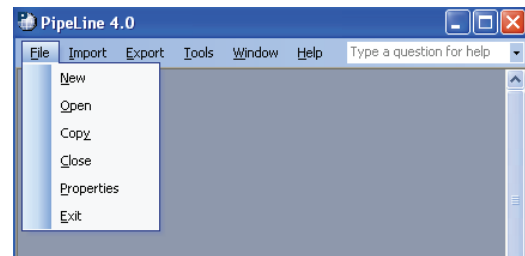 PipeLine 4.0
File Import Export Tools Window Help Type a question for help
New
Open
Copy
Close
Properties
Exit